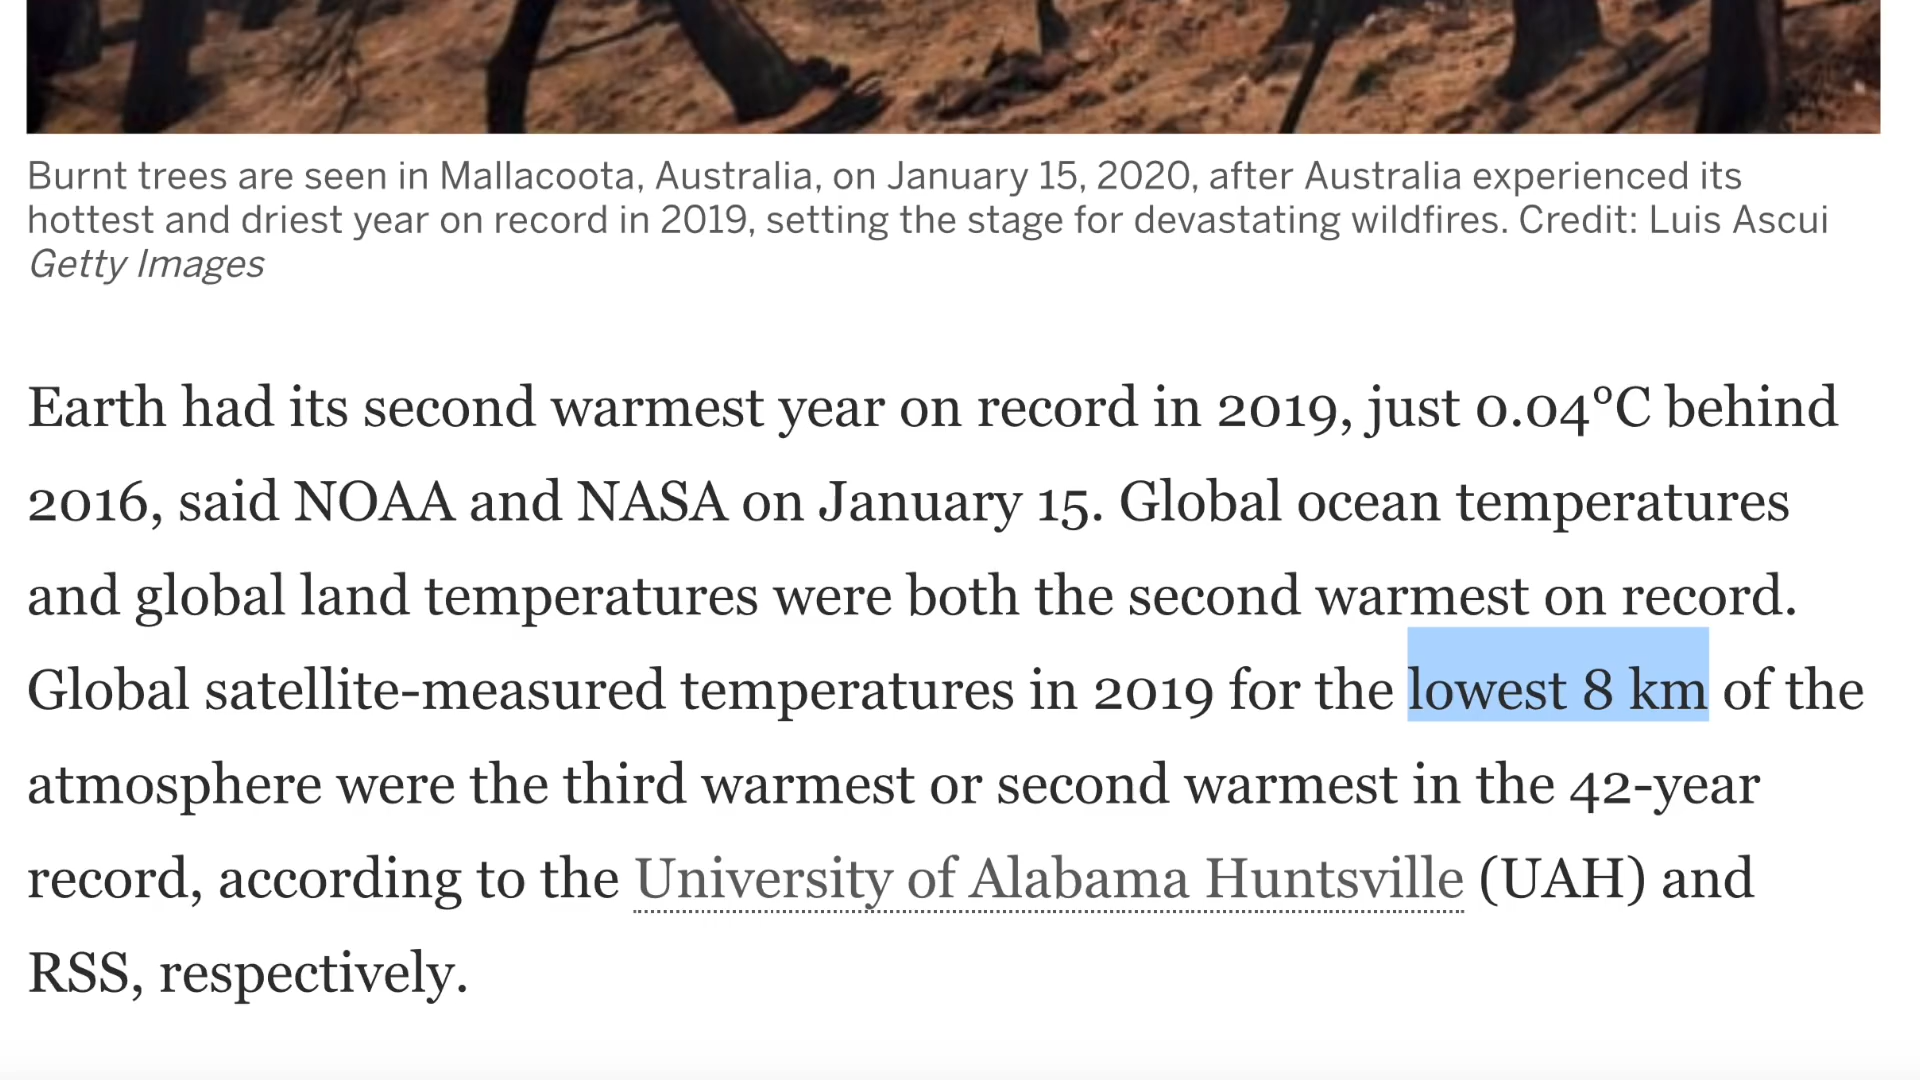 Burnt trees are seen in Mallacoota, Australia, on January 15, 2020, after Australia experienced its
hottest and driest year on record in 2019, setting the stage for devastating wildfires. Credit: Luis Ascui
Getty Images
Earth had its second warmest year on record in 2019, just 0.04°C behind
2016, said NOAA and NASA on January 15. Global ocean temperatures
and global land temperatures were both the second warmest on record.
Global satellite-measured temperatures in 2019 for the lowest 8 km of the
atmosphere were the third warmest or second warmest in the 42-year
record, according to the University of Alabama Huntsville (UAH) and
RSS, respectively.